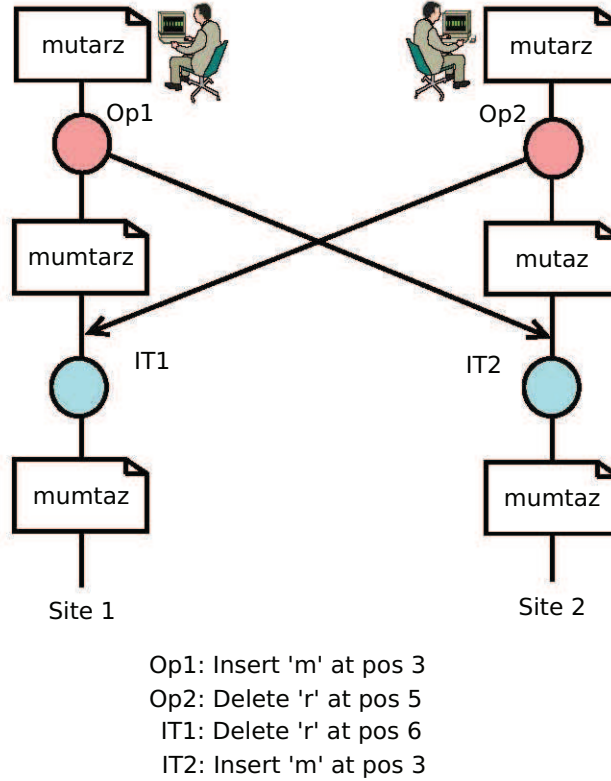 mutarz
mutarz
Op1
Op2
mumtarz
mutaz
IT1
IT2
mumtaz
mumtaz
Site 1
Site 2
Op1: Insert 'm' at pos 3
Op2: Delete 'r' at pos 5
IT1: Delete 'r' at pos 6
IT2: Insert 'm' at pos 3